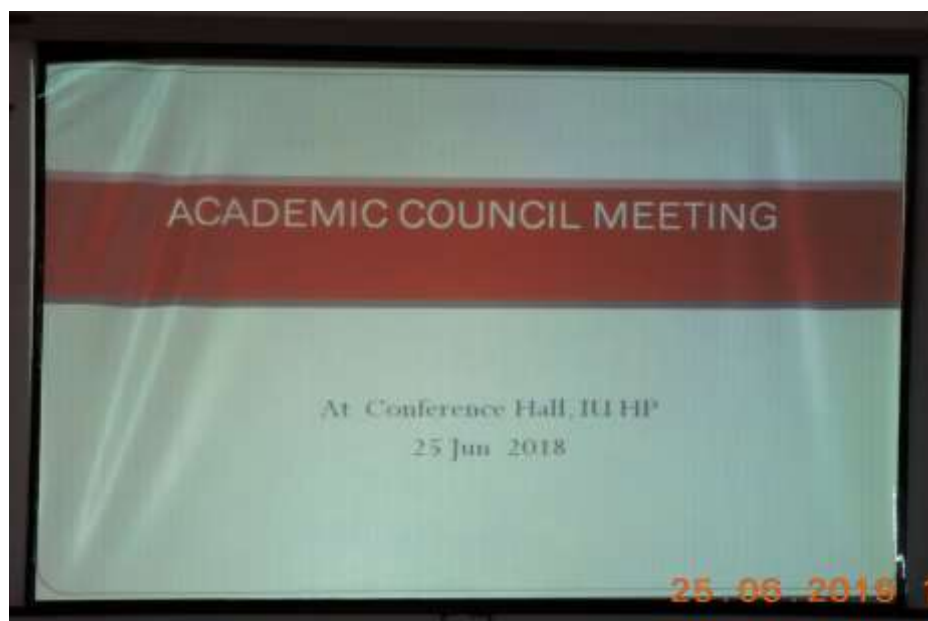 ACADEMIC COUNCIL MEETING
At Conference Hall, IU HP
25 Jun 2018
25.06.2018